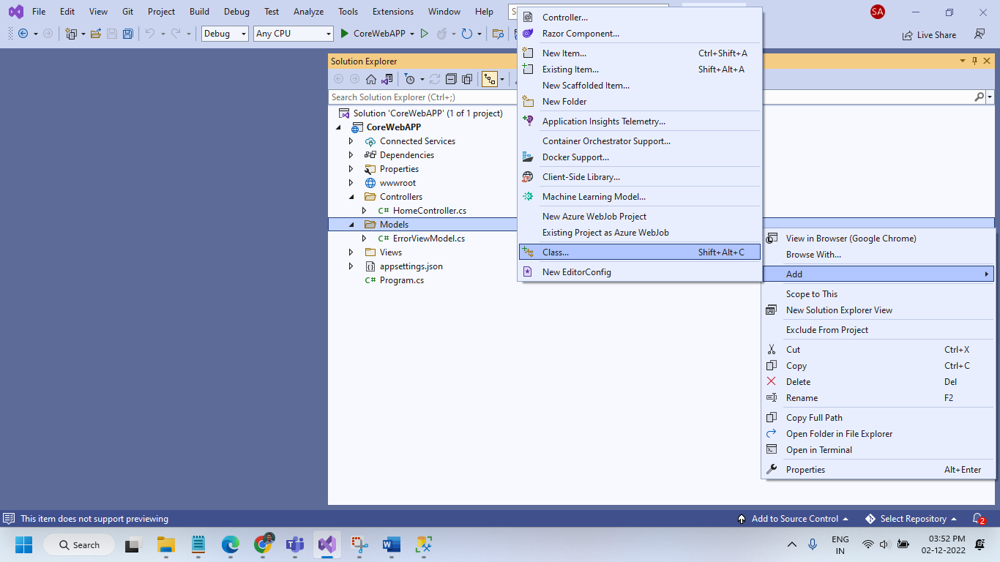 File Edit View Git Project Build Debug Test Analyze Tools Extensions Window Help
SA
Debug Any CPU CoreWebAPP Live Share
Solution Explorer
Search Solution Explorer (Ctrl+;)
Solution 'CoreWebAPP' (1 of 1 project)
CoreWebAPP
Connected Services
Dependencies
Properties
wwwroot
Controllers
C# HomeController.cs
Models
C# ErrorViewModel.cs
Views
appsettings.json
C# Program.cs
Controller...
Razor Component...
New Item... Ctrl+Shift+A
Existing Item... Shift+Alt+A
New Scaffolded Item...
New Folder
Application Insights Telemetry...
Container Orchestrator Support...
Docker Support...
Client-Side Library...
Machine Learning Model...
New Azure WebJob Project
Existing Project as Azure WebJob
Class... Shift+Alt+C
New EditorConfig
View in Browser (Google Chrome)
Browse With...
Add
Scope to This
New Solution Explorer View
Exclude From Project
Cut Ctrl+X
Copy Ctrl+C
Delete Del
Rename F2
Copy Full Path
Open Folder in File Explorer
Open in Terminal
Properties Alt+Enter
This item does not support previewing
Add to Source Control Select Repository 2
Search
ENG
IN
03:52 PM
02-12-2022